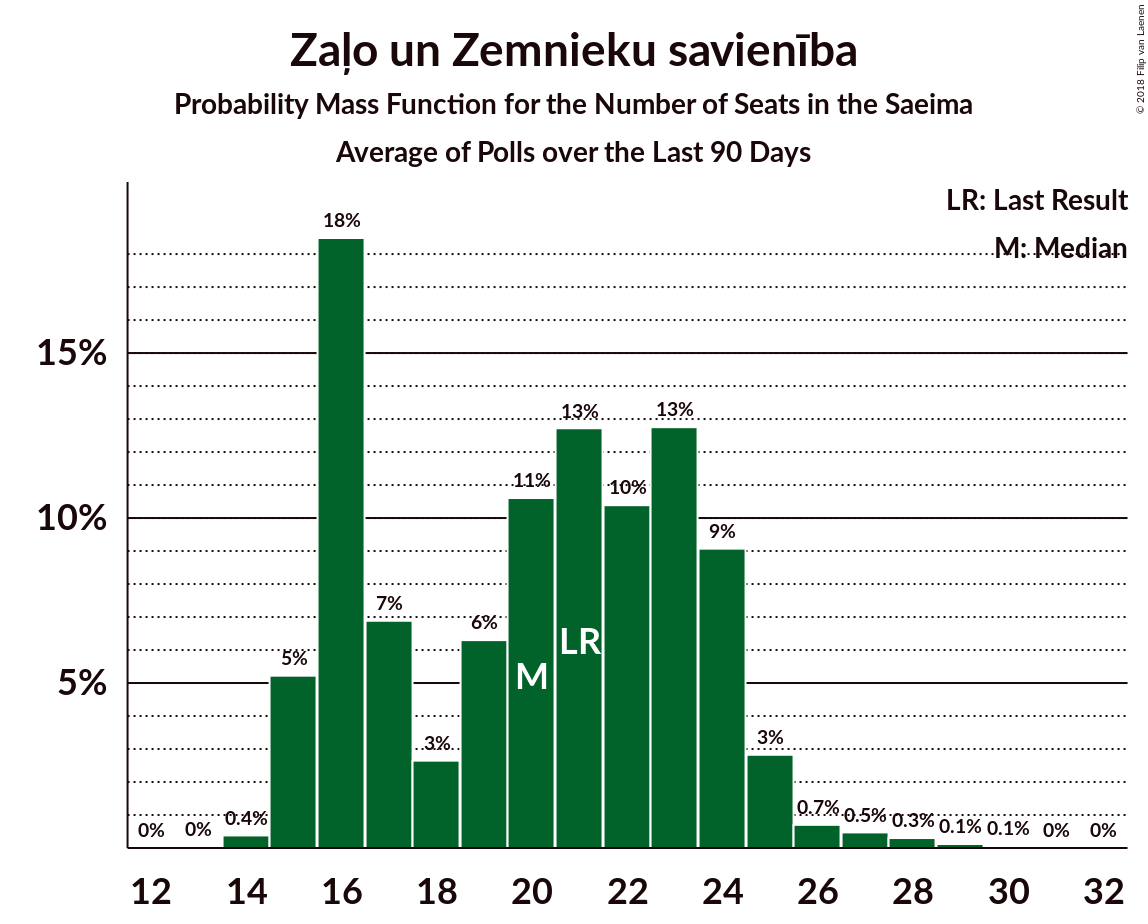 Zaļo un Zemnieku savienība
Probability Mass Function for the Number of Seats in the Saeima
Average of Polls over the Last 90 Days
© 2018 Filip van Laenen
LR: Last Result
M: Median
18%
15%
13%
13%
11%
10%
10%
9%
7%
6%
LR
M
5%
5%
3%
3%
0%
0%
0.4%
0.7%
0.5%
0.3%
0.1%
0.1%
0%
0%
12 14 16 18 20 22 24 26 28 30 32